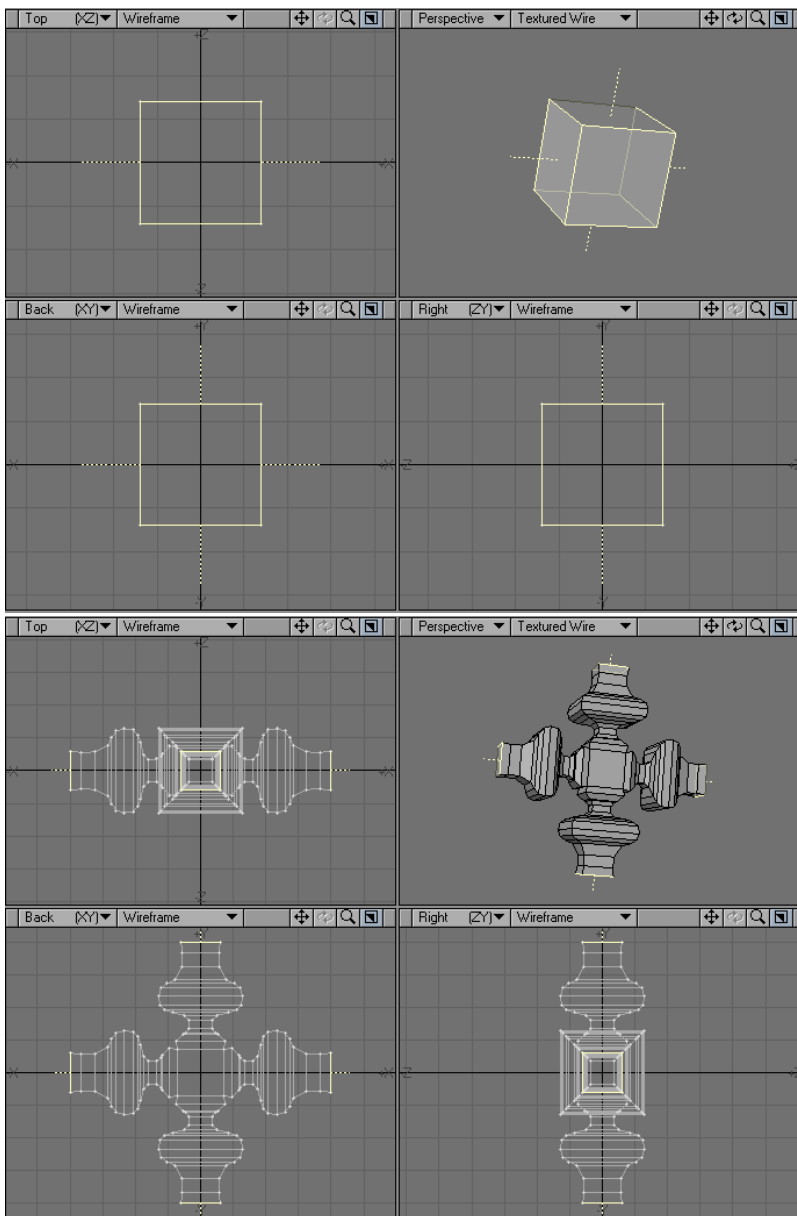 Top (XZ) Wireframe
Perspective Textured Wire
Z
-X X
-Z
Back (XY) Wireframe
Right (ZY) Wireframe
Y Y
-X X Z
-Y -Y
Top (XZ) Wireframe
Perspective Textured Wire
Z
-X X
-Z
Back (XY) Wireframe
Right (ZY) Wireframe
Y Y
-X X Z